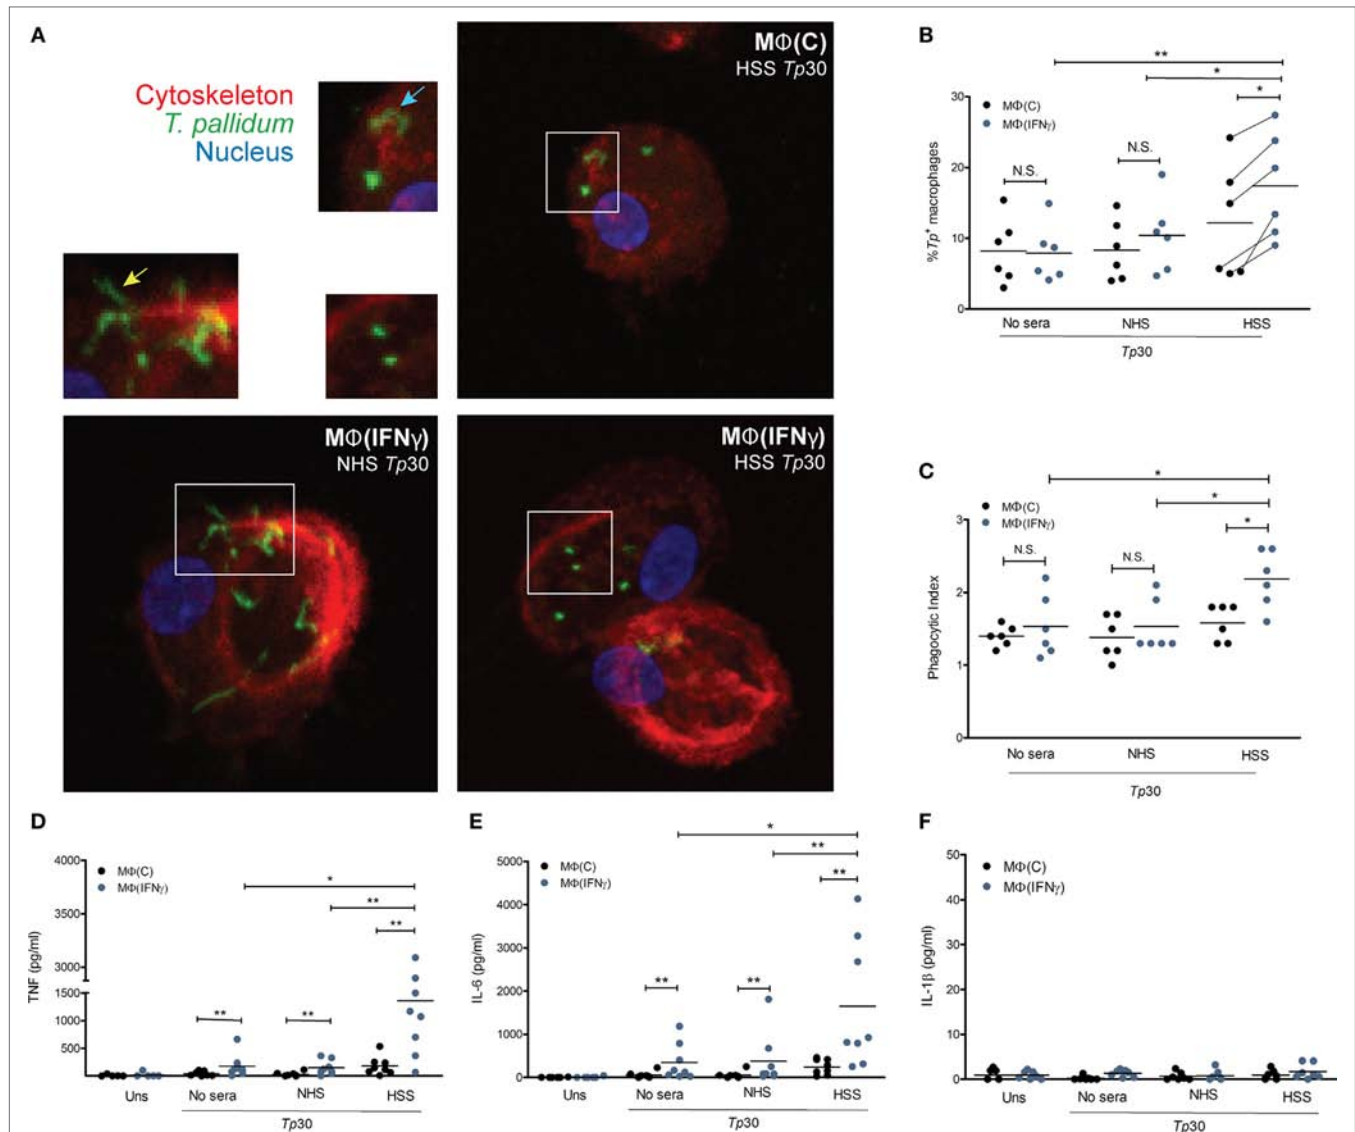 A
Cytoskeleton
T. pallidum
Nucleus
MΦ(C)
HSS Tp30
MΦ(IFNγ)
NHS Tp30
MΦ(IFNγ)
HSS Tp30
B
**
*
*
30
MΦ(C)
MΦ(IFNγ)
N.S.
N.S.
20
10
0
%Tp+ macrophages
No sera
NHS
HSS
Tp30
C
*
*
*
MΦ(C)
MΦ(IFNγ)
3
N.S.
N.S.
2
1
0
Phagocytic Index
No sera
NHS
HSS
Tp30
D
4000
MΦ(C)
MΦ(IFNγ)
*
**
**
3500
3000
1500
1000
500
**
**
TNF (pg/ml)
Uns
No sera
NHS
HSS
Tp30
E
*
**
**
5000
MΦ(C)
MΦ(IFNγ)
4000
3000
2000
1000
0
**
**
IL-6 (pg/ml)
Uns
No sera
NHS
HSS
Tp30
F
50
MΦ(C)
MΦ(IFNγ)
40
30
20
10
0
IL-1β (pg/ml)
Uns
No sera
NHS
HSS
Tp30